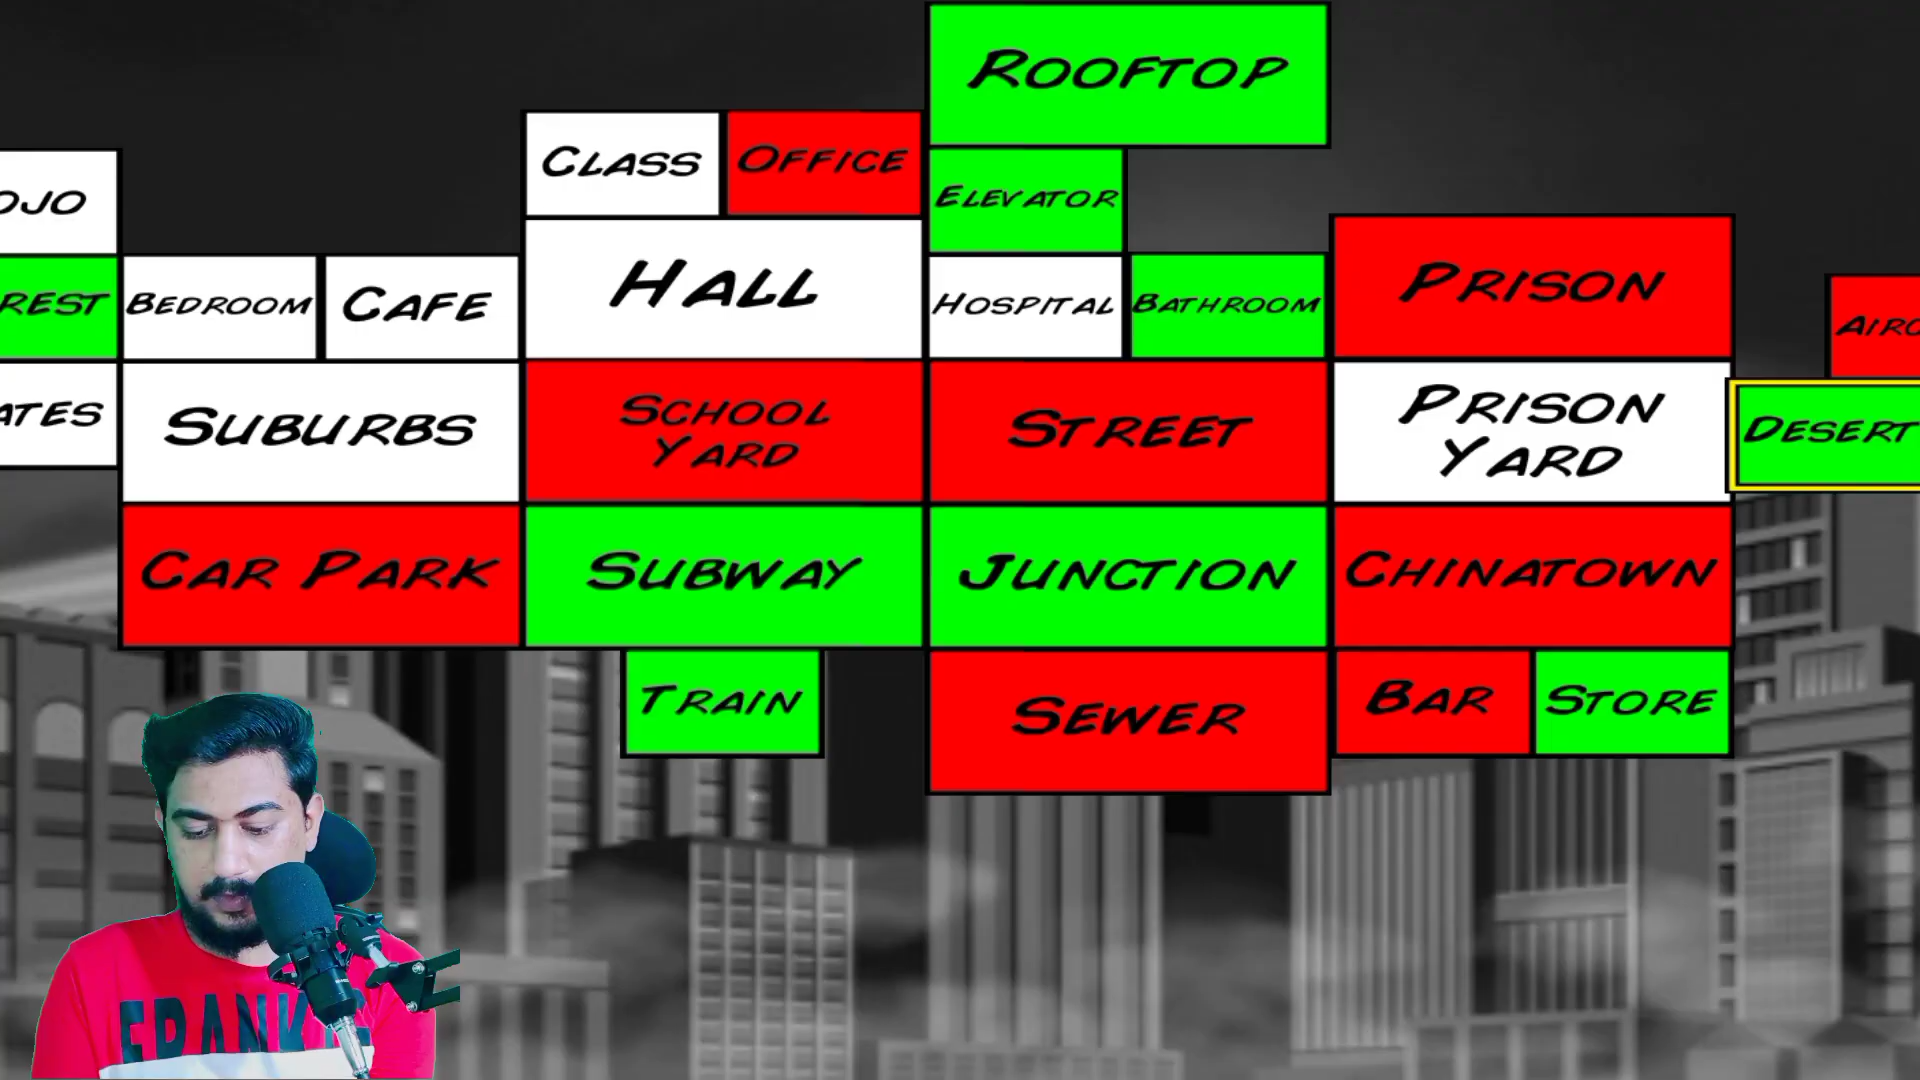 ROOFTOP
CLASS
OFFICE
OJO
ELEVATOR
HALL
PRISON
REST
BEDROOM
CAFE
HOSPITAL
BATHROOM
AIRC
ATES
SUBURBS
SCHOOL
YARD
STREET
PRISON
YARD
DESERT
CAR PARK
SUBWAY
JUNCTION
CHINATOWN
TRAIN
SEWER
BAR
STORE
FRANK